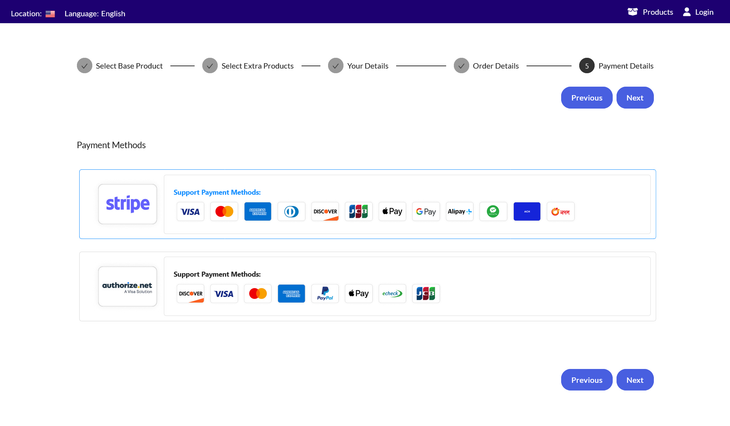 Location:
Language: English
Products
Login
Select Base Product
Select Extra Products
Your Details
Order Details
5
Payment Details
Previous
Next
Payment Methods
stripe
Support Payment Methods:
VISA
DISCOVER
JCB
Pay
G Pay
Alipay+
authorize.net
A Visa Solution
Support Payment Methods:
DISCOVER
VISA
PayPal
Pay
echeck
JCB
Previous
Next